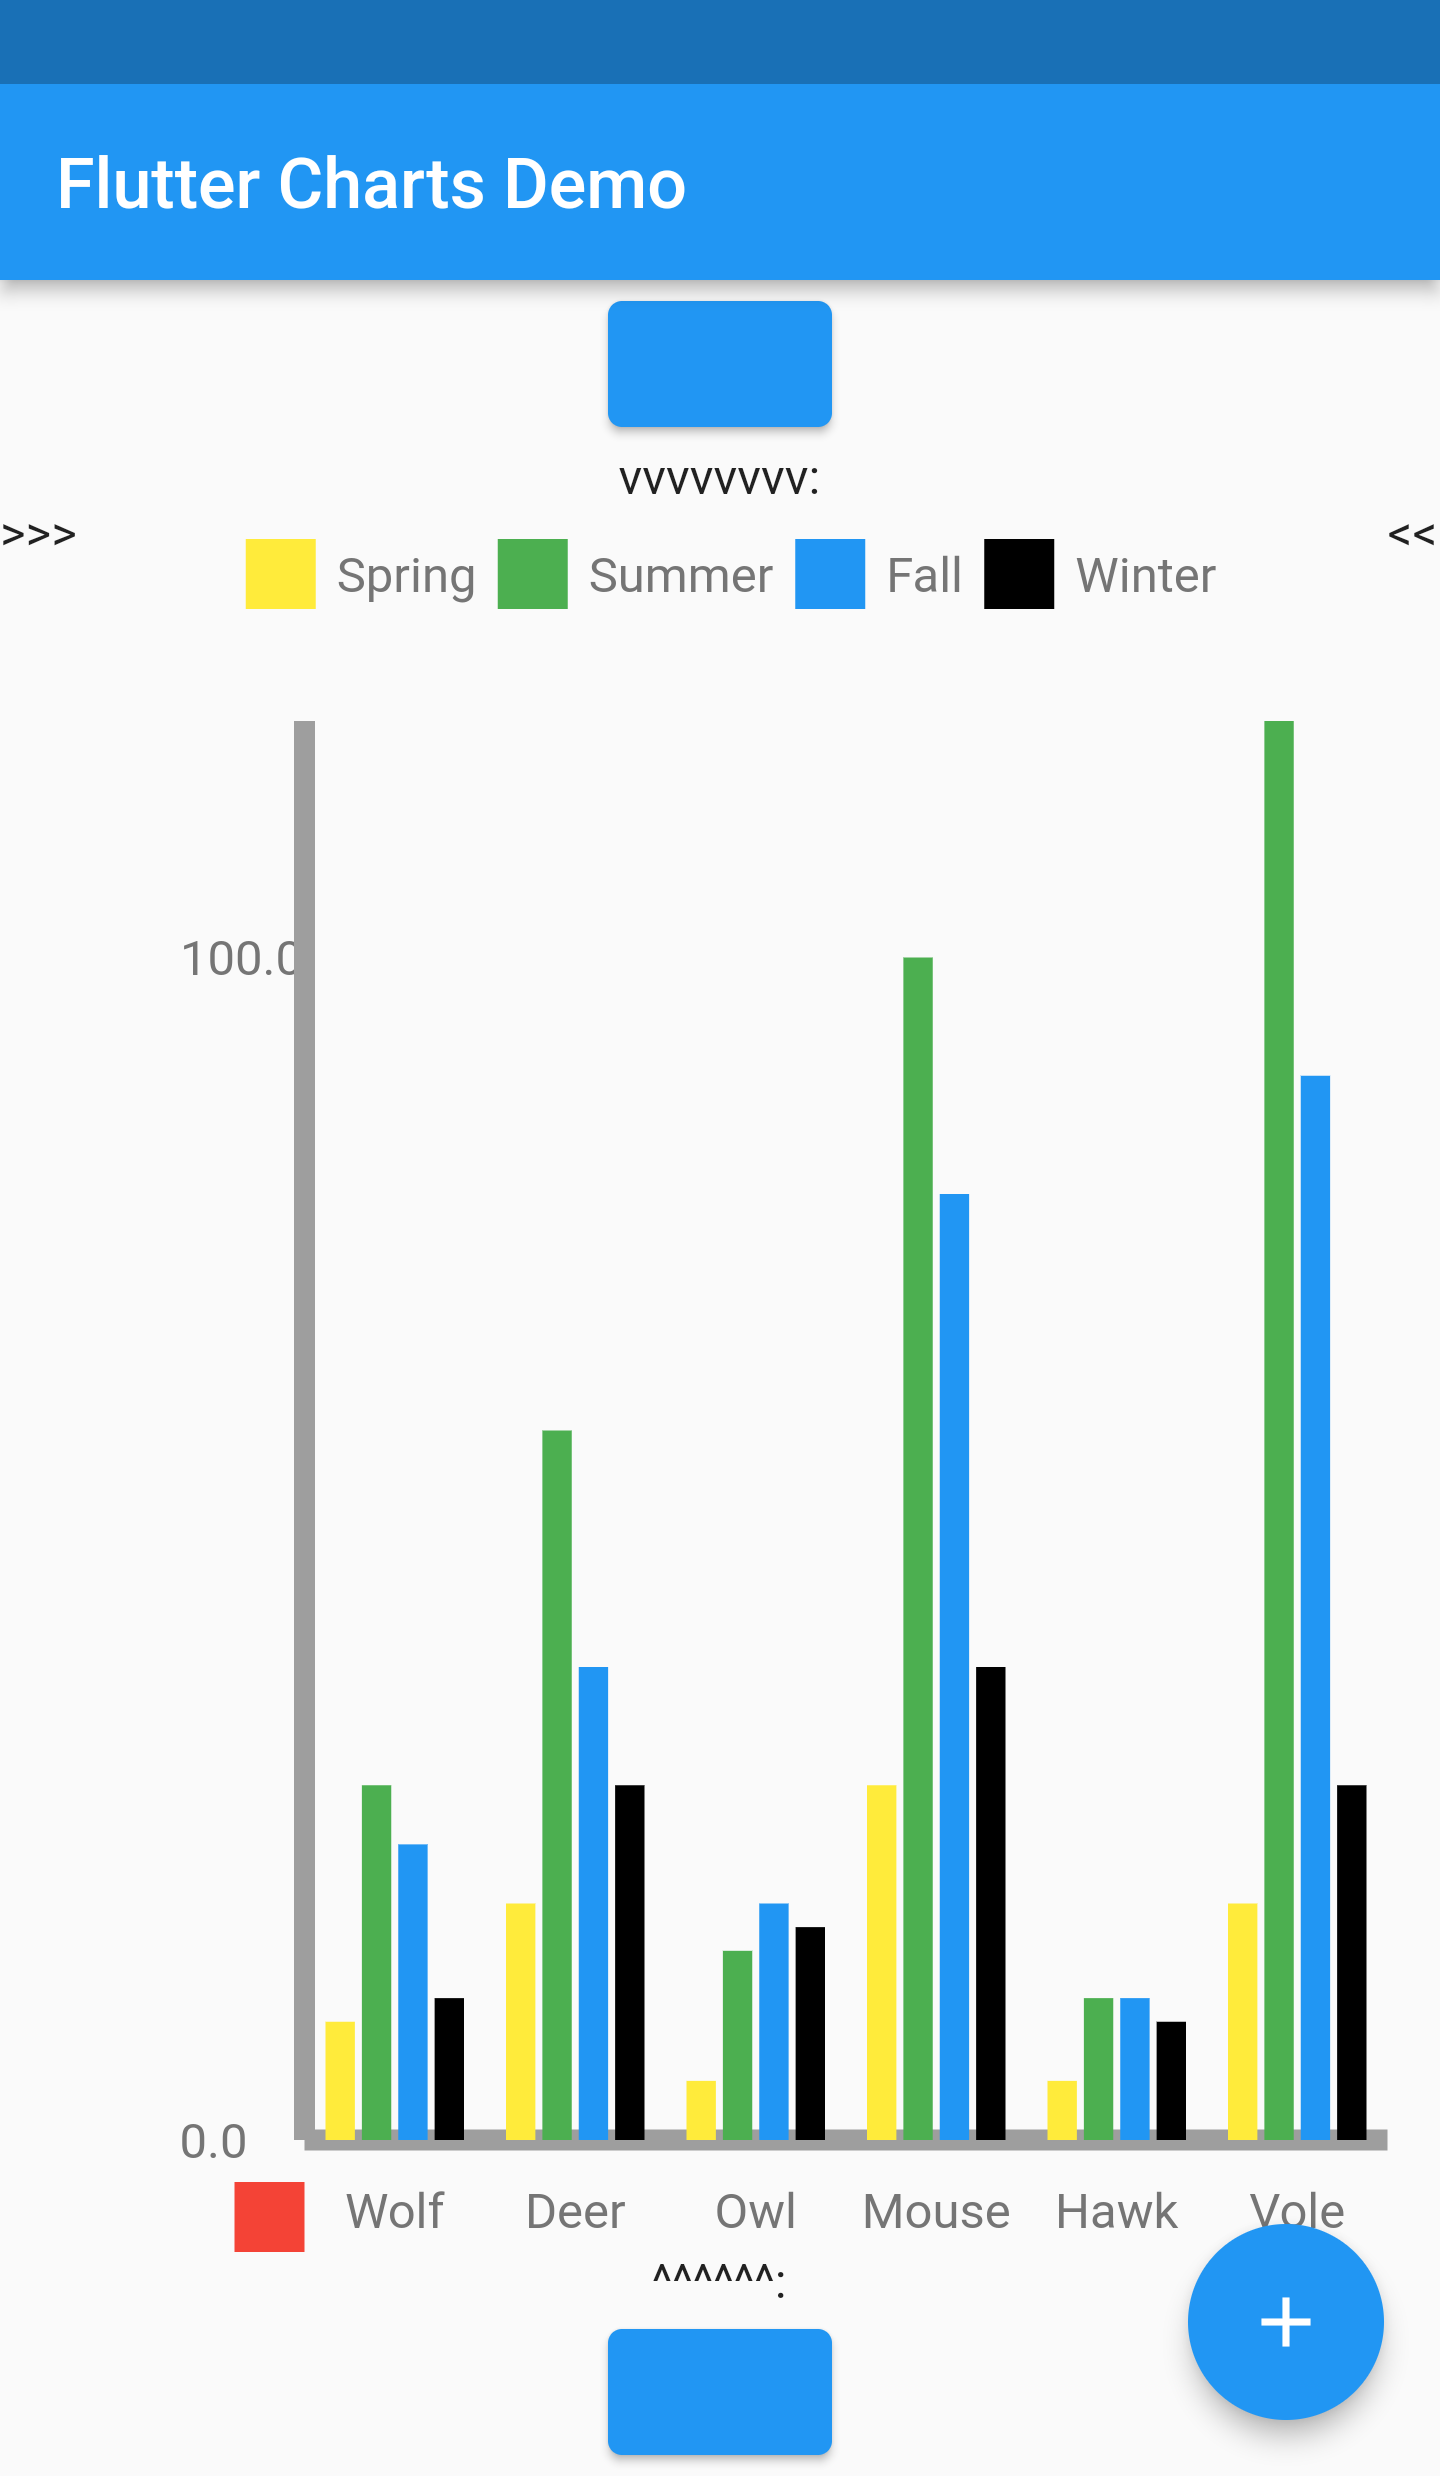 Flutter Charts Demo
vvvvvvvv:
>>> <<
Spring Summer Fall Winter
100.0
0.0
Wolf Deer Owl Mouse Hawk Vole
^^^^^^:
+